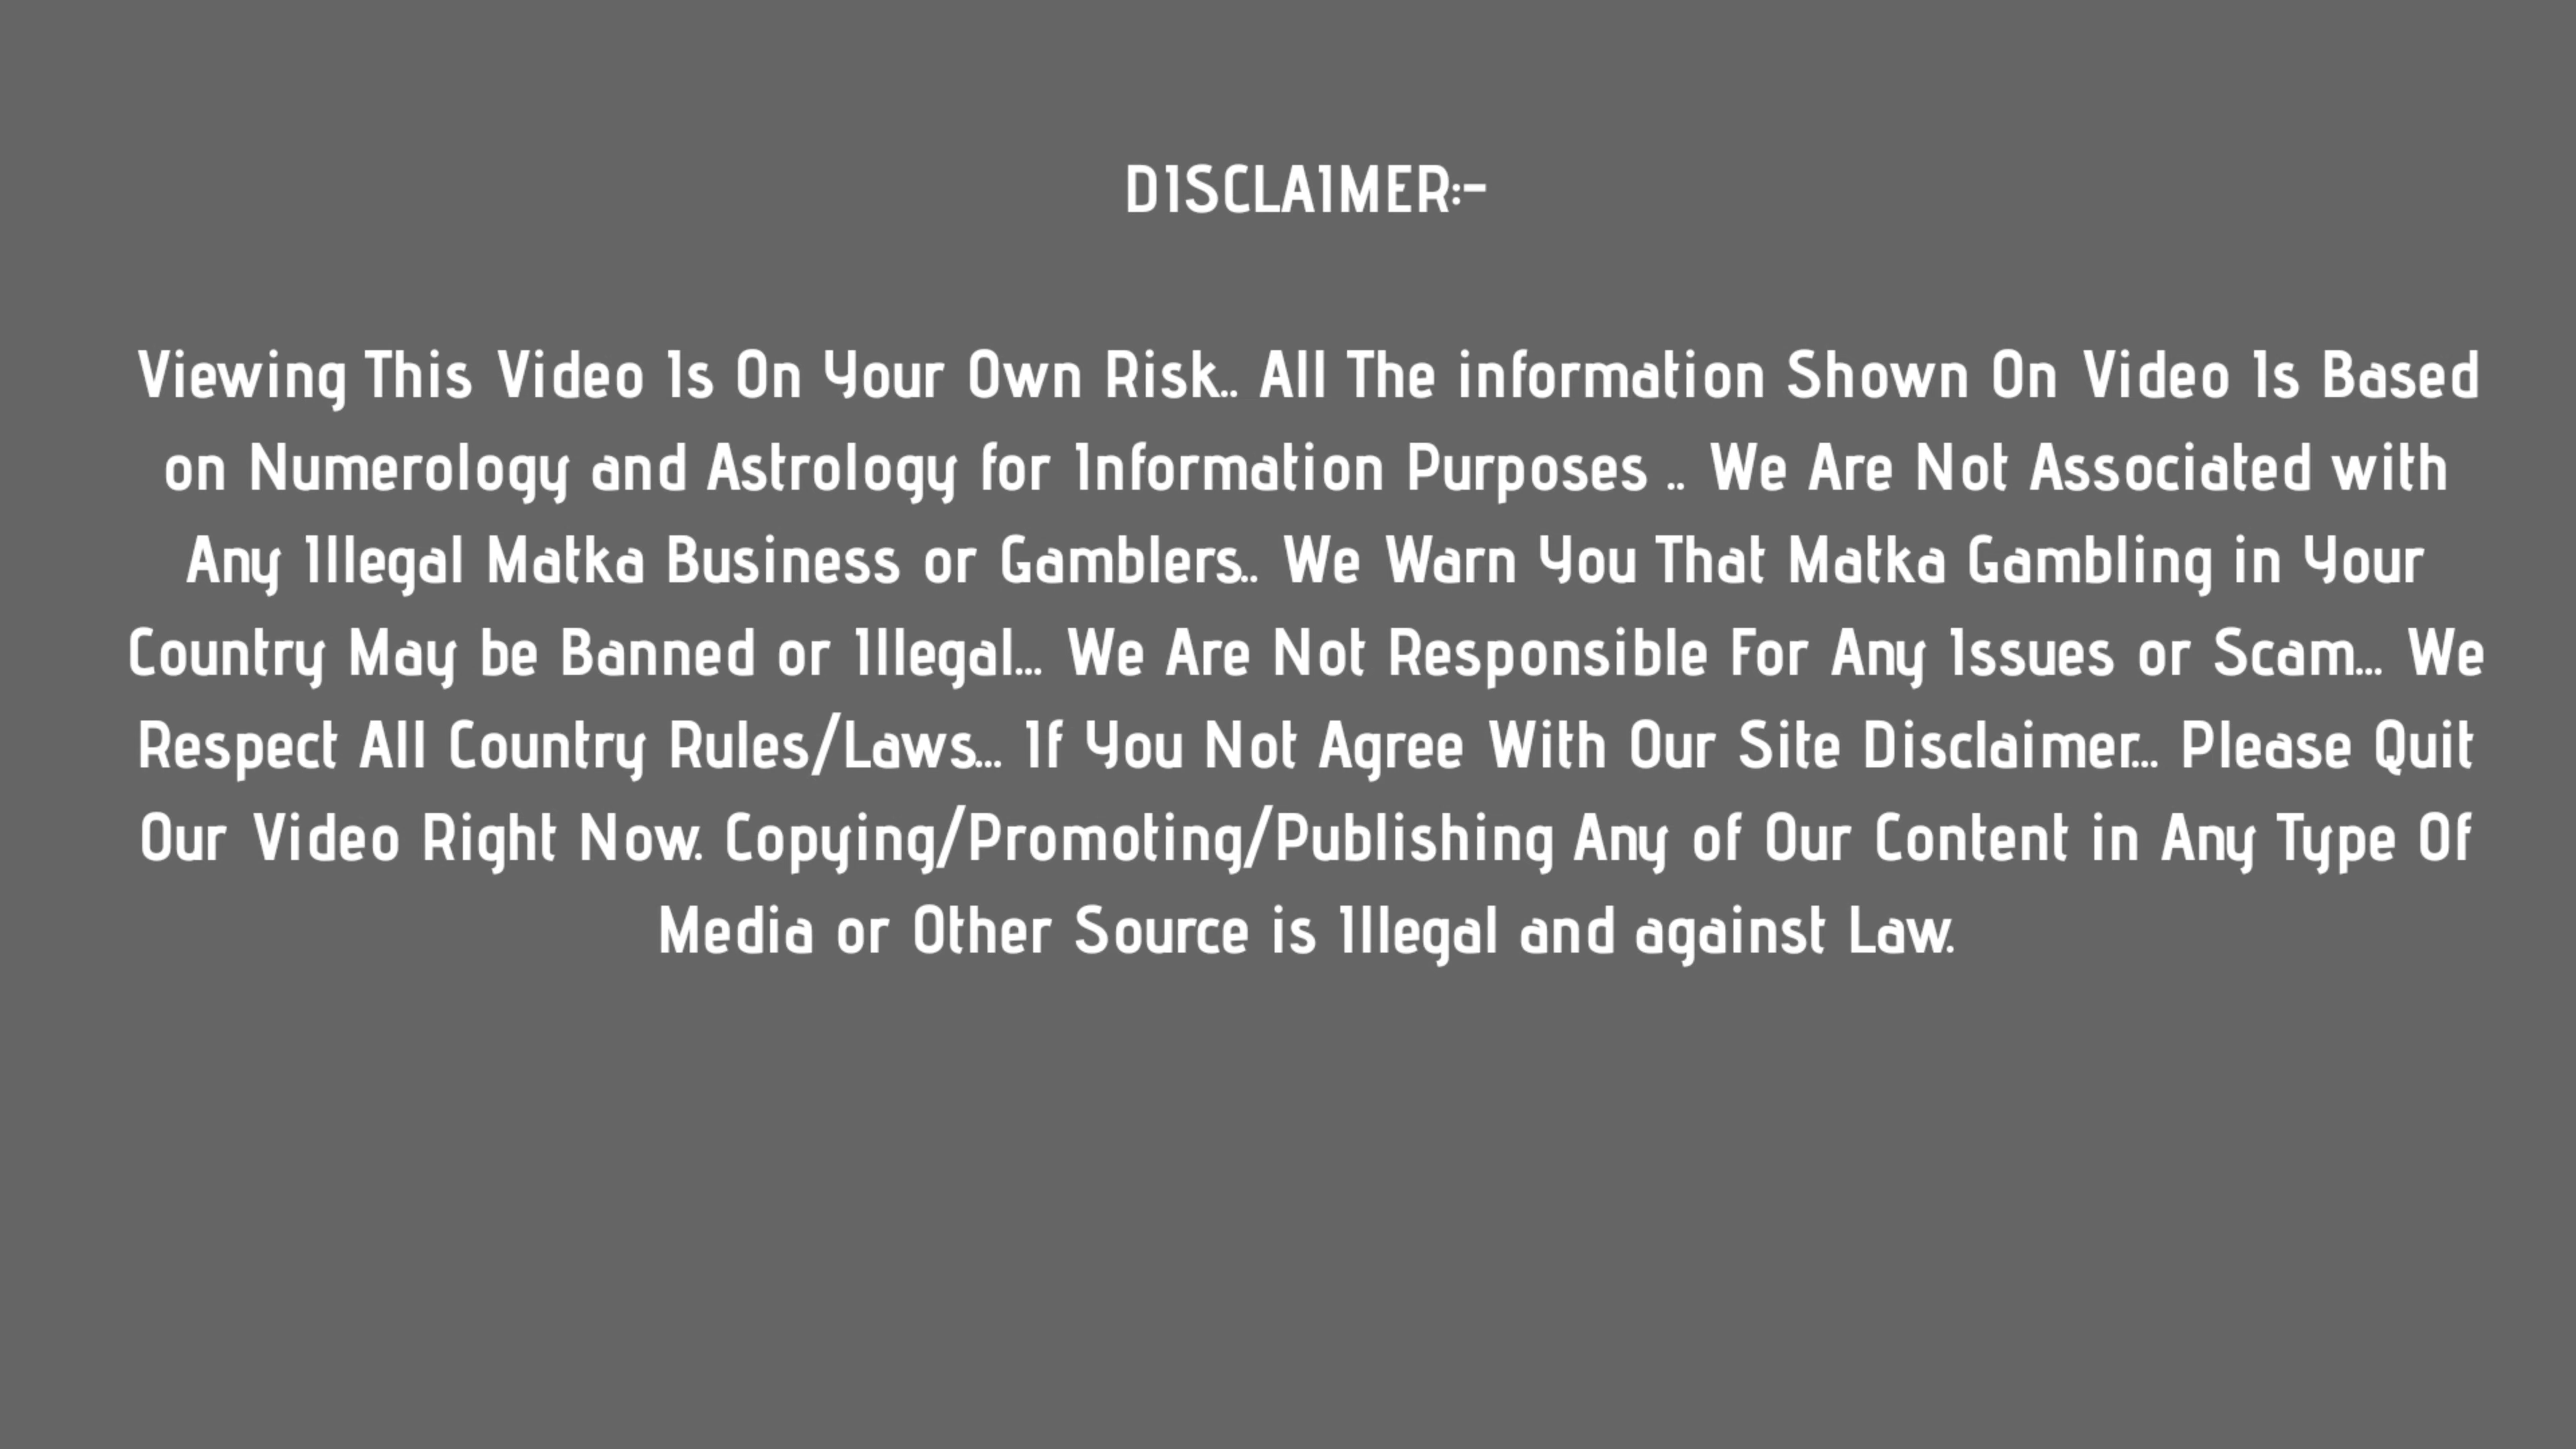 DISCLAIMER:-
Viewing This Video Is On Your Own Risk.. All The information Shown On Video Is Based
on Numerology and Astrology for Information Purposes .. We Are Not Associated with
Any Illegal Matka Business or Gamblers.. We Warn You That Matka Gambling in Your
Country May be Banned or Illegal... We Are Not Responsible For Any Issues or Scam... We
Respect All Country Rules/Laws... If You Not Agree With Our Site Disclaimer... Please Quit
Our Video Right Now. Copying/Promoting/Publishing Any of Our Content in Any Type Of
Media or Other Source is Illegal and against Law.